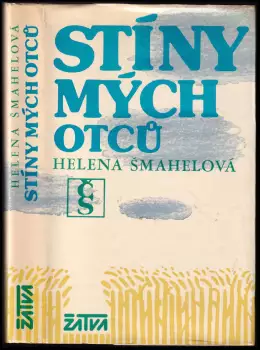 HELENA ŠMAHELOVÁ
STÍNY MÝCH OTCŮ
ŽATVA
STÍNY
MÝCH
OTCŮ
HELENA ŠMAHELOVÁ
ČS
ŽATVA